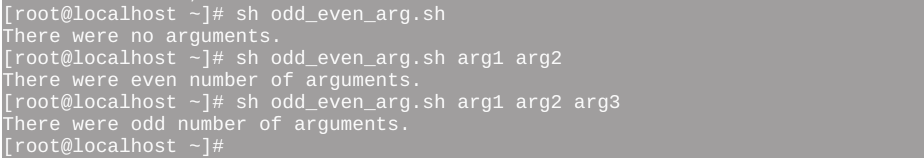 [root@localhost ~]# sh odd_even_arg.sh
There were no arguments.
[root@localhost ~]# sh odd_even_arg.sh arg1 arg2
There were even number of arguments.
[root@localhost ~]# sh odd_even_arg.sh arg1 arg2 arg3
There were odd number of arguments.
[root@localhost ~]#